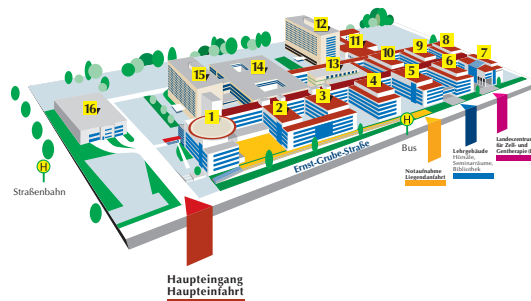 12
11
10
9
8
7
6
5
4
13
14
15
3
2
1
16
H
Straßenbahn
H
Bus
Ernst-Grube-Straße
Notaufnahme
Liegendanfahrt
Lehrgebäude
Hörsäle,
Seminarräume,
Bibliothek
Landeszentrum
für Zell- und
Gentherapie
Haupteingang
Haupteinfahrt